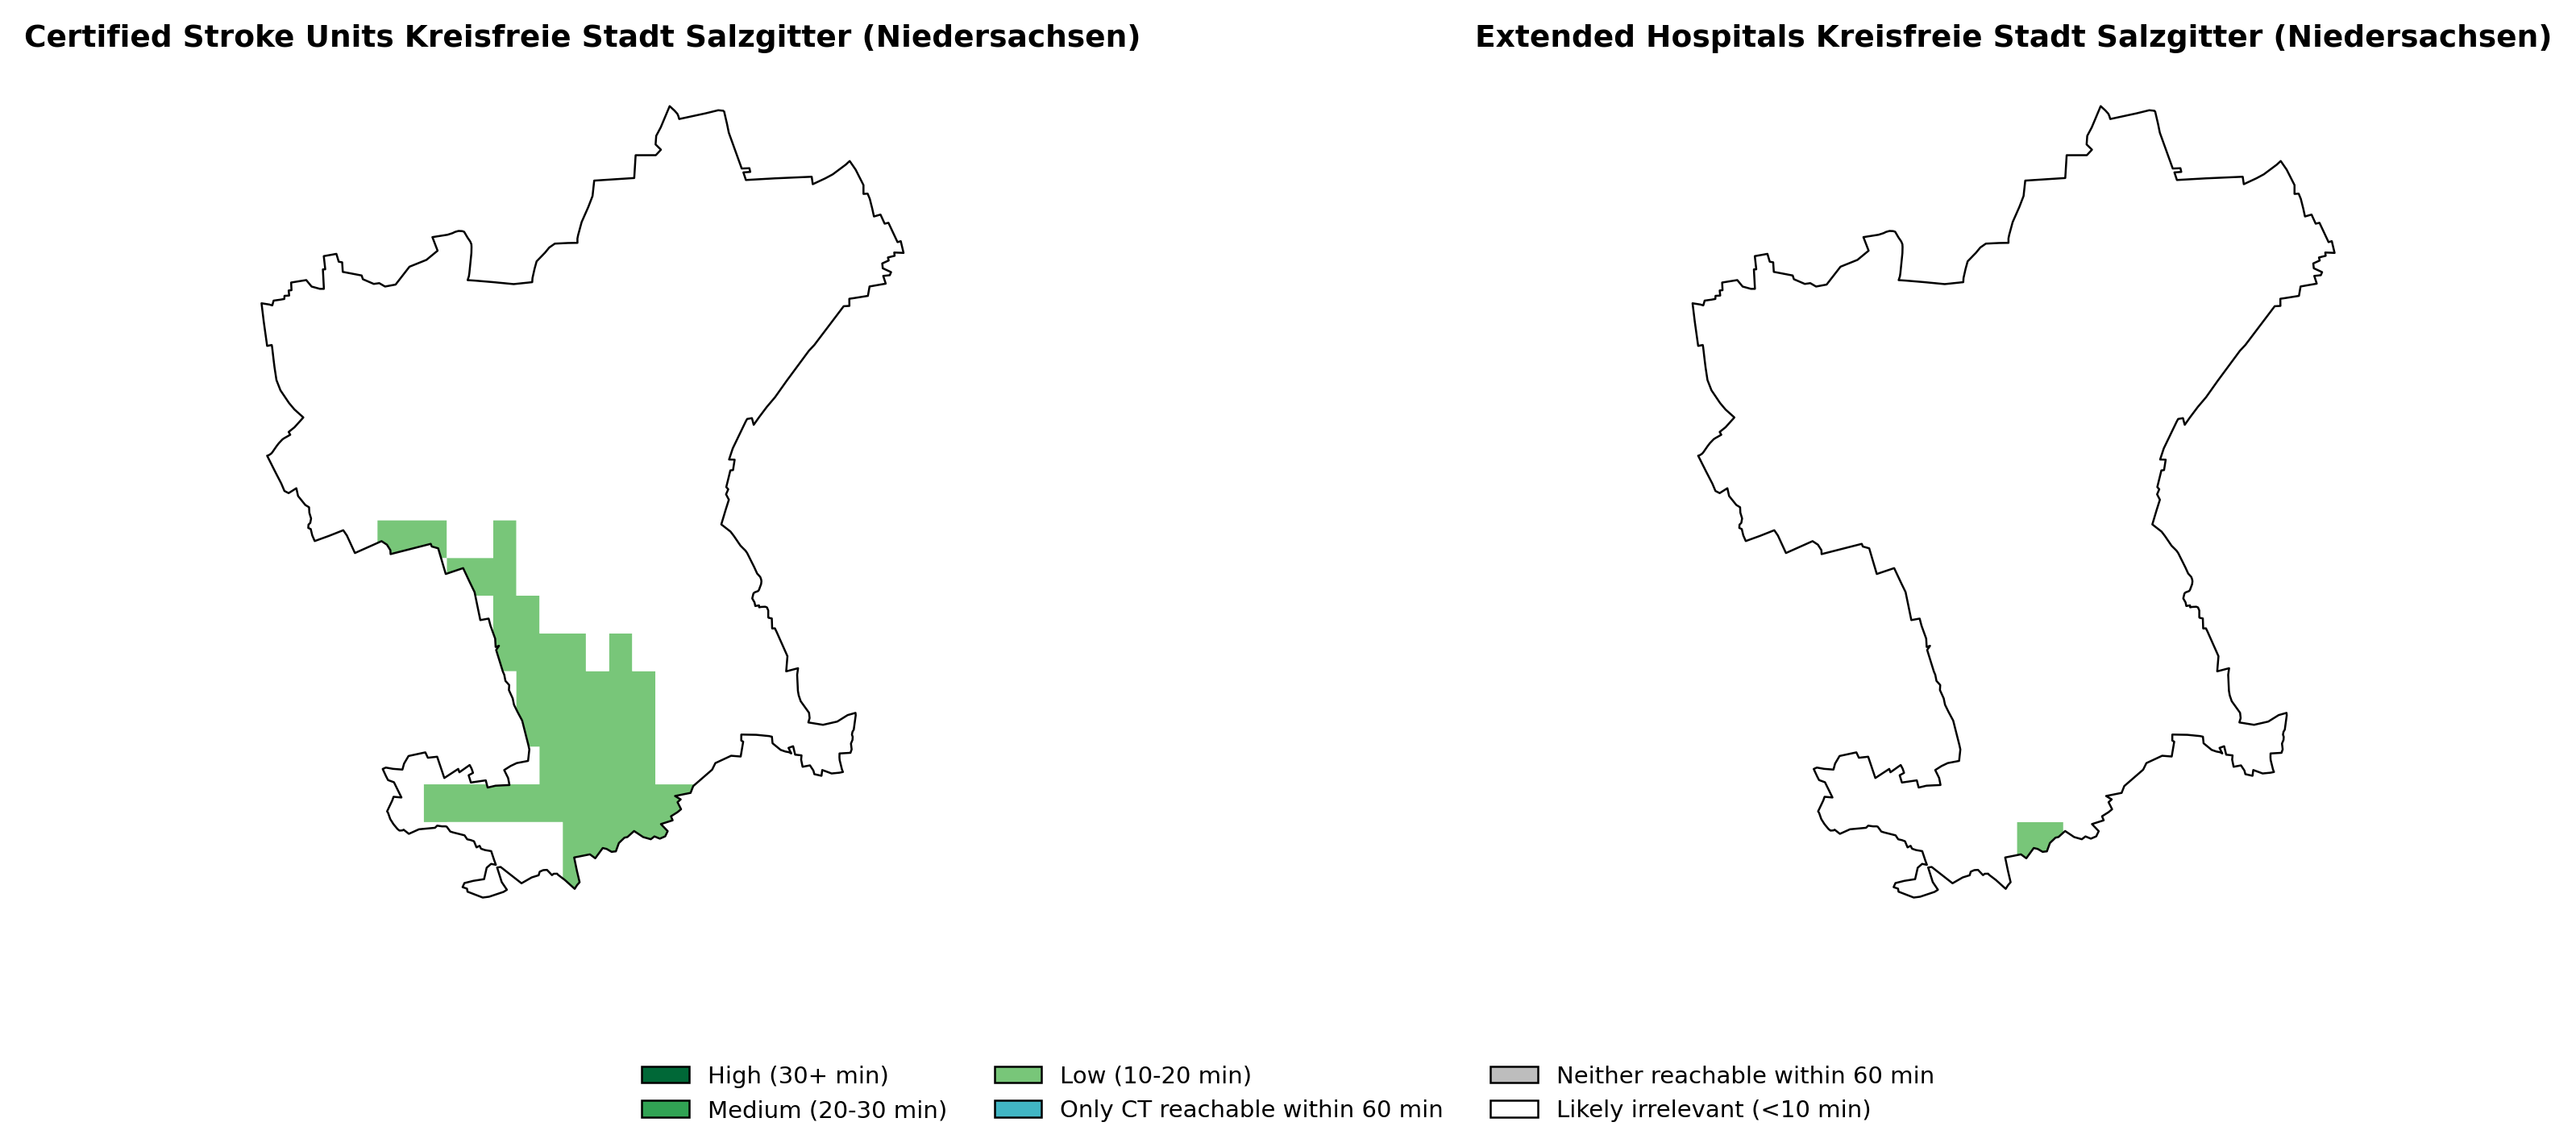 Certified Stroke Units Kreisfreie Stadt Salzgitter (Niedersachsen)
Extended Hospitals Kreisfreie Stadt Salzgitter (Niedersachsen)
High (30+ min)
Medium (20-30 min)
Low (10-20 min)
Only CT reachable within 60 min
Neither reachable within 60 min
Likely irrelevant (<10 min)